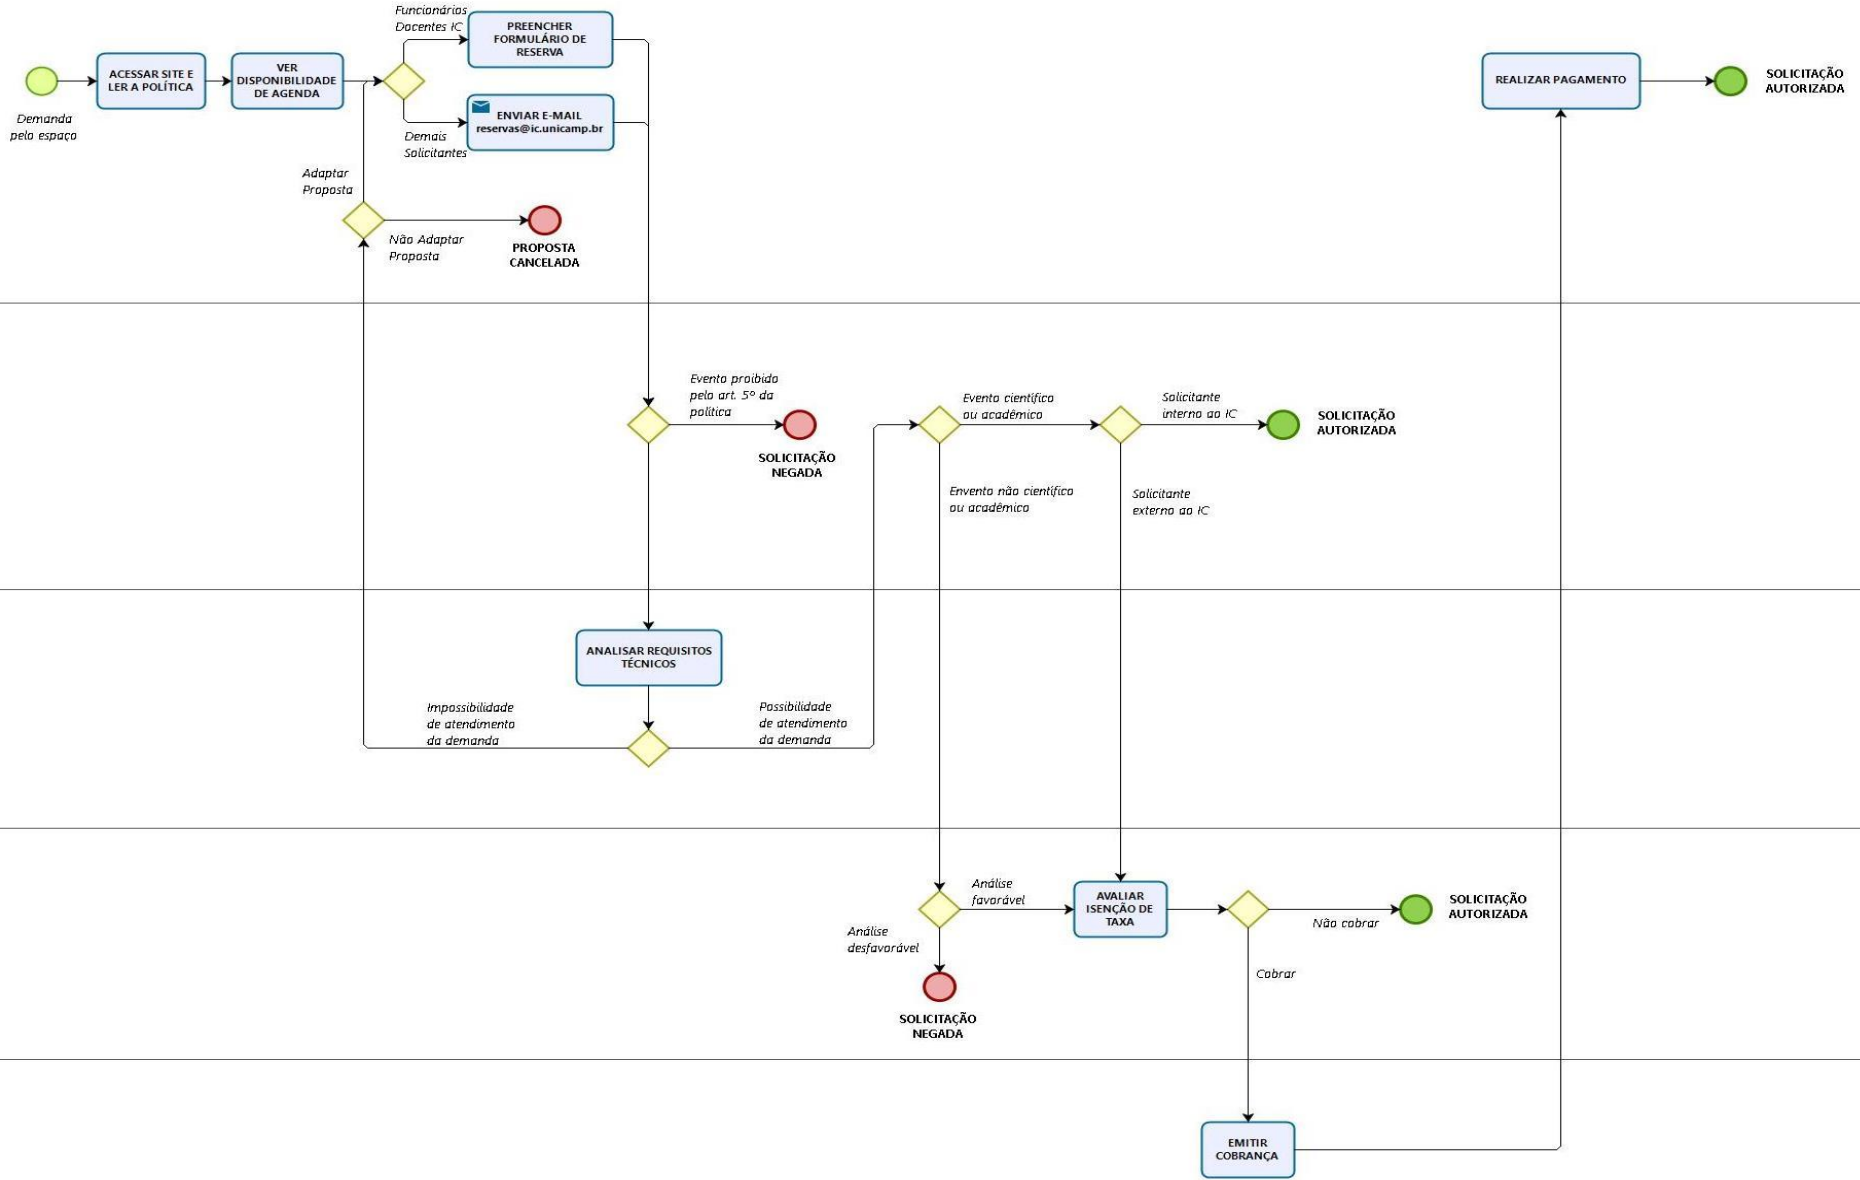 Funcionários
Docentes IC
PREENCHER
FORMULÁRIO DE
RESERVA
ACESSAR SITE E
LER A POLÍTICA
VER
DISPONIBILIDADE
DE AGENDA
Demanda
pelo espaço
ENVIAR E-MAIL
reservas@ic.unicamp.br
Demais
Solicitantes
REALIZAR PAGAMENTO
SOLICITAÇÃO
AUTORIZADA
Adaptar
Proposta
Não Adaptar
Proposta
PROPOSTA
CANCELADA
Evento proibido
pelo art. 5º da
política
SOLICITAÇÃO
NEGADA
Evento científico
ou acadêmico
Solicitante
interno ao IC
SOLICITAÇÃO
AUTORIZADA
Envento não científico
ou acadêmico
Solicitante
externo ao IC
ANALISAR REQUISITOS
TÉCNICOS
Impossibilidade
de atendimento
da demanda
Possibilidade
de atendimento
da demanda
Análise
favorável
Análise
desfavorável
SOLICITAÇÃO
NEGADA
AVALIAR
ISENÇÃO DE
TAXA
Não cobrar
SOLICITAÇÃO
AUTORIZADA
Cobrar
EMITIR
COBRANÇA